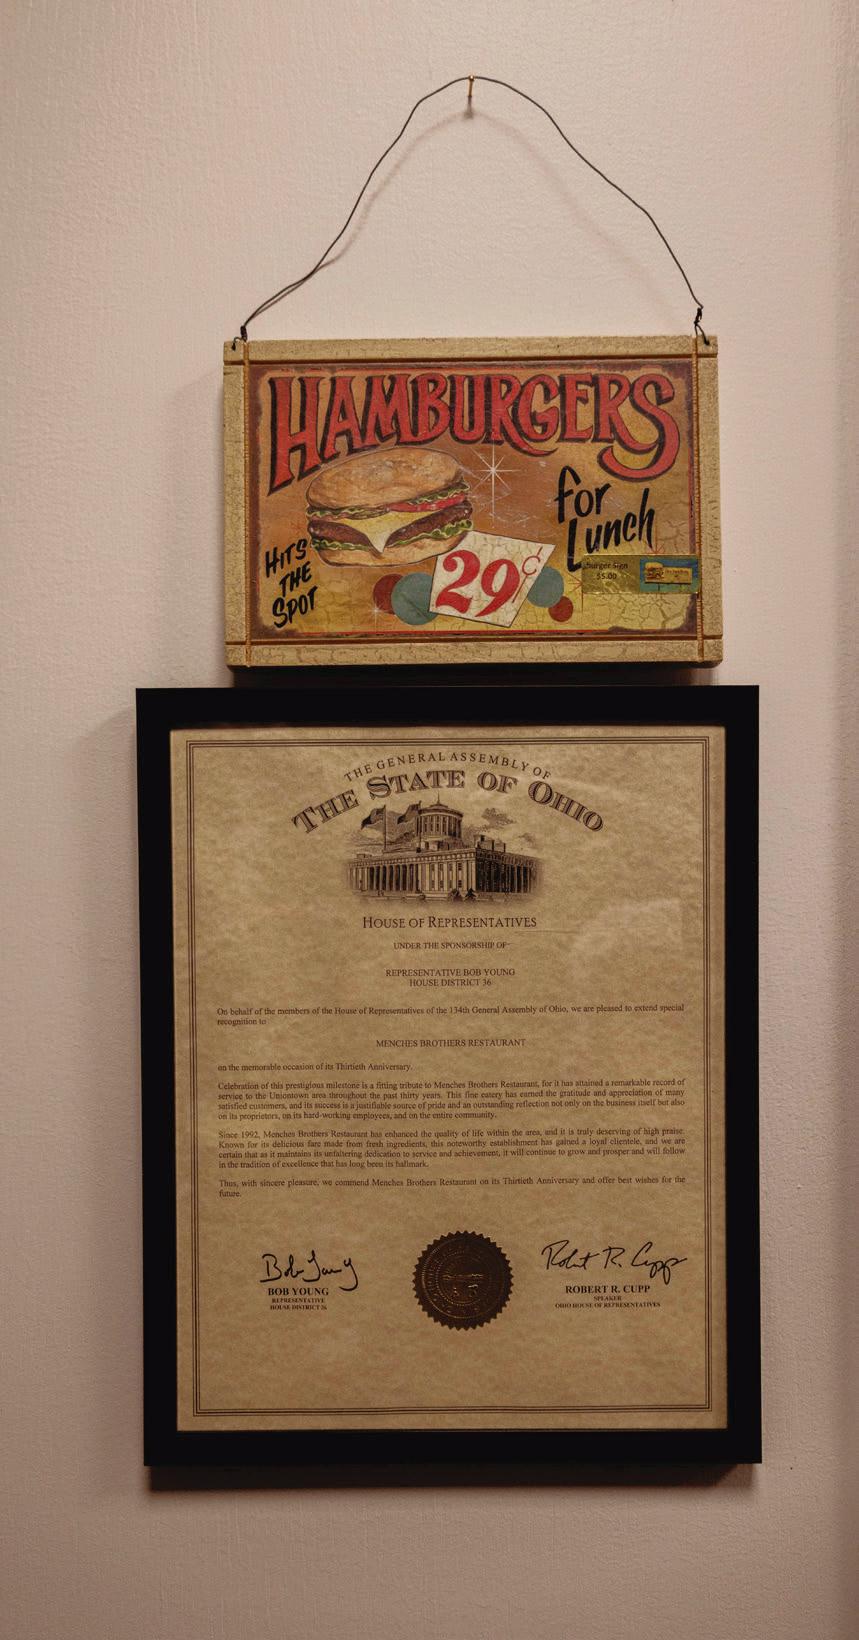 HAMBURGERS
for
Lunch
HITS
THE
SPOT
29¢
burger Sign
$5.00
THE GENERAL ASSEMBLY OF
THE STATE OF OHIO
HOUSE OF REPRESENTATIVES
UNDER THE SPONSORSHIP OF
REPRESENTATIVE BOB YOUNG
HOUSE DISTRICT 36
On behalf of the members of the House of Representatives of the 134th General Assembly of Ohio, we are pleased to extend special
recognition to
MENCHES BROTHERS RESTAURANT
on the memorable occasion of its Thirtieth Anniversary.
Celebration of this prestigious milestone is a fitting tribute to Menches Brothers Restaurant, for it has attained a remarkable record of
service to the Uniontown area throughout the past thirty years. This fine eatery has earned the gratitude and appreciation of many
satisfied customers, and its success is a justifiable source of pride and an outstanding reflection not only on the business itself but also
on its proprietors, on its hard-working employees, and on the entire community.
Since 1992, Menches Brothers Restaurant has enhanced the quality of life within the area, and it is truly deserving of high praise.
Known for its delicious fare made from fresh ingredients, this noteworthy establishment has gained a loyal clientele, and we are
certain that as it maintains its unfaltering dedication to service and achievement, it will continue to grow and prosper and will follow
in the tradition of excellence that has long been its hallmark.
Thus, with sincere pleasure, we commend Menches Brothers Restaurant on its Thirtieth Anniversary and offer best wishes for the
future.
Bob Young
BOB YOUNG
REPRESENTATIVE
HOUSE DISTRICT 36
Robert R. Cupp
ROBERT R. CUPP
SPEAKER
OHIO HOUSE OF REPRESENTATIVES